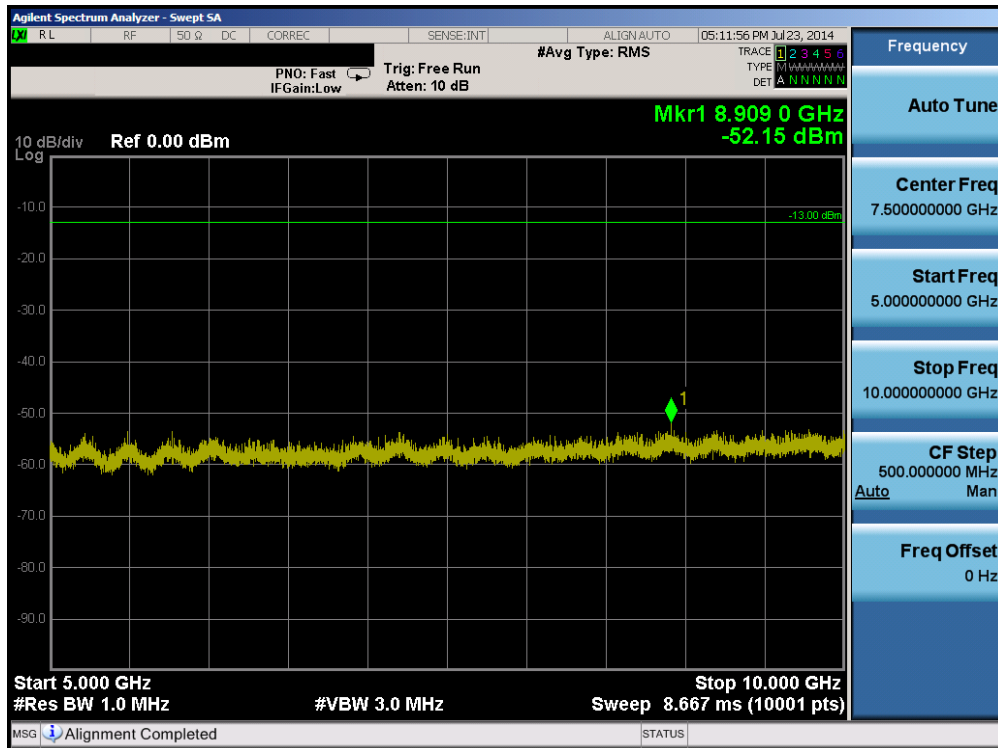 Agilent Spectrum Analyzer - Swept SA
LXI RL RF 50 Ω DC CORREC SENSE:INT ALIGN AUTO 05:11:56 PM Jul 23, 2014
#Avg Type: RMS TRACE 1 2 3 4 5 6
PNO: Fast Trig: Free Run TYPE M WWWWW
IFGain:Low Atten: 10 dB DET A N N N N N
Mkr1 8.909 0 GHz
10 dB/div Ref 0.00 dBm -52.15 dBm
Log
-10.0
-13.00 dBm
-20.0
-30.0
-40.0
1
-50.0
-60.0
-70.0
-80.0
-90.0
Start 5.000 GHz Stop 10.000 GHz
#Res BW 1.0 MHz #VBW 3.0 MHz Sweep 8.667 ms (10001 pts)
MSG Alignment Completed STATUS
Frequency
Auto Tune
Center Freq
7.500000000 GHz
Start Freq
5.000000000 GHz
Stop Freq
10.000000000 GHz
CF Step
500.000000 MHz
Auto Man
Freq Offset
0 Hz